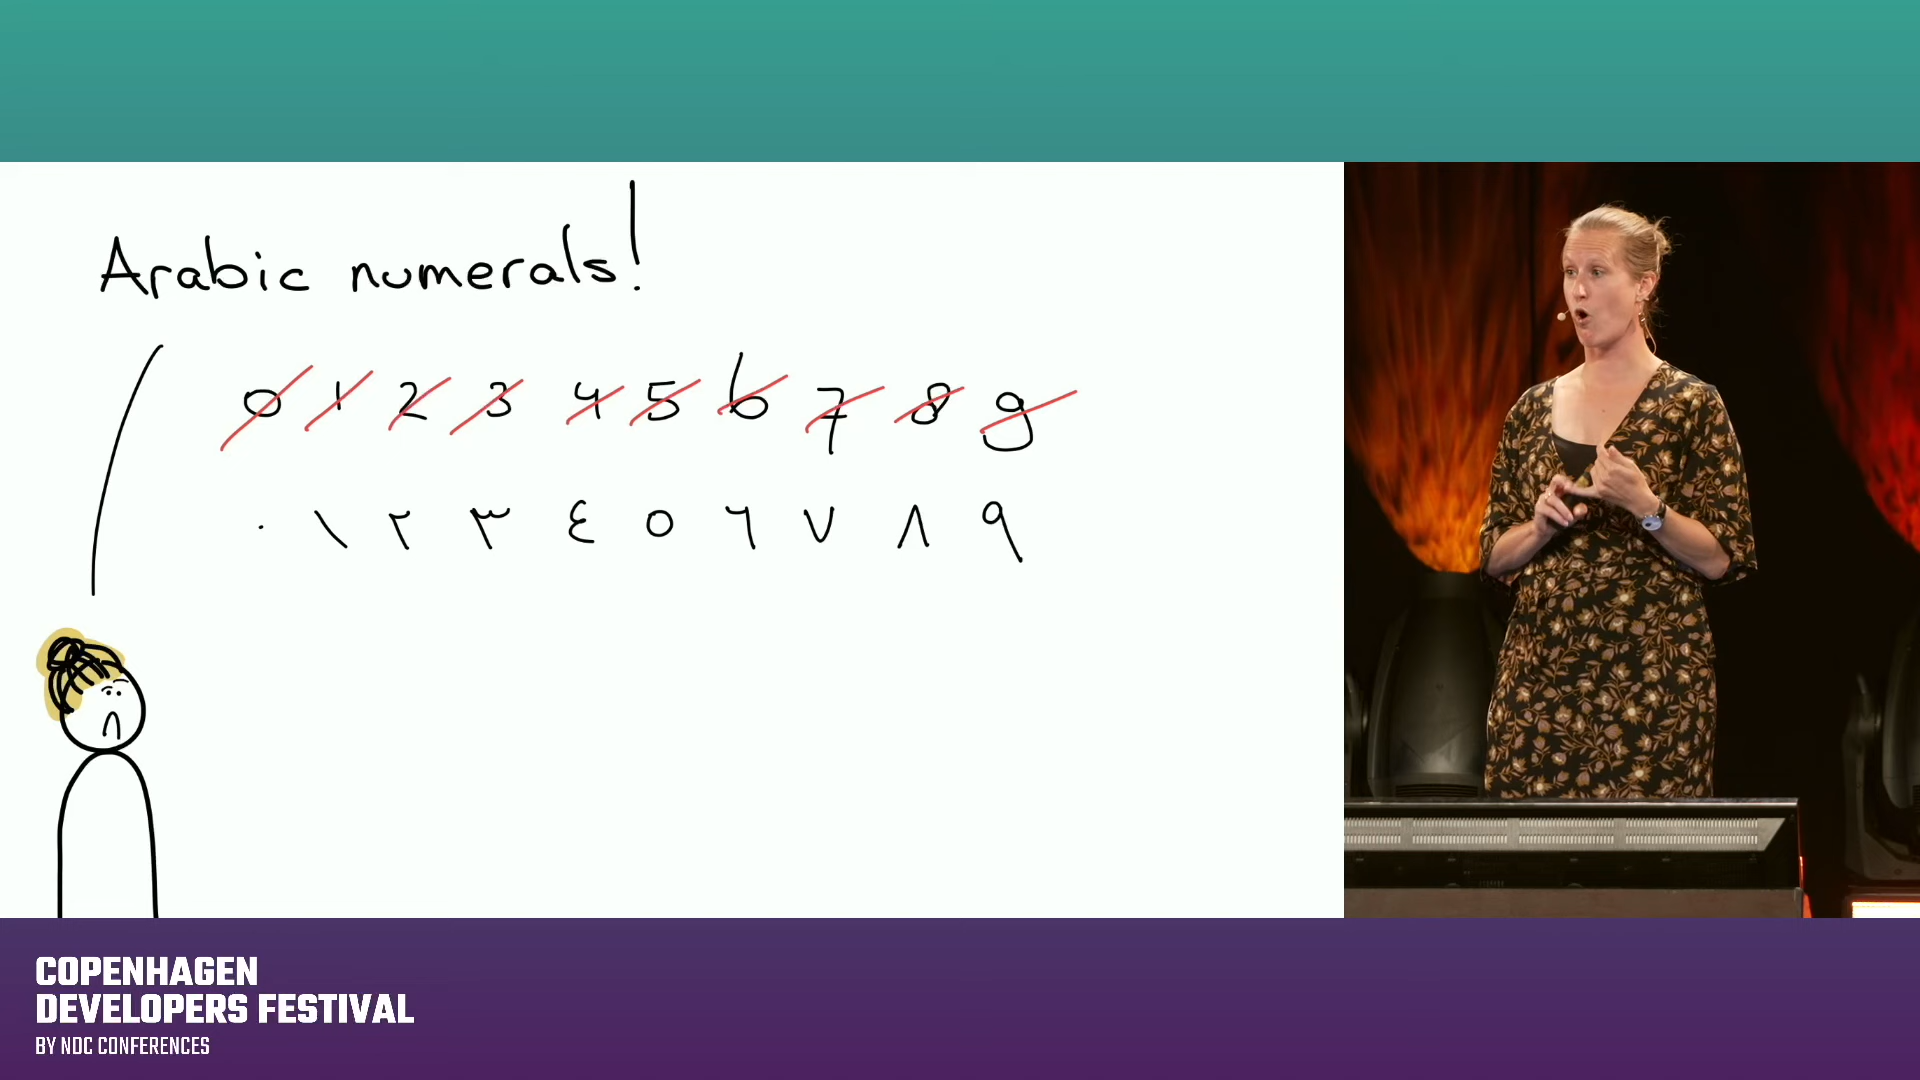 Arabic numerals!
0 1 2 3 4 5 6 7 8 9
٠ ١ ٢ ٣ ٤ ٥ ٦ ٧ ٨ ٩
COPENHAGEN
DEVELOPERS FESTIVAL
BY NDC CONFERENCES